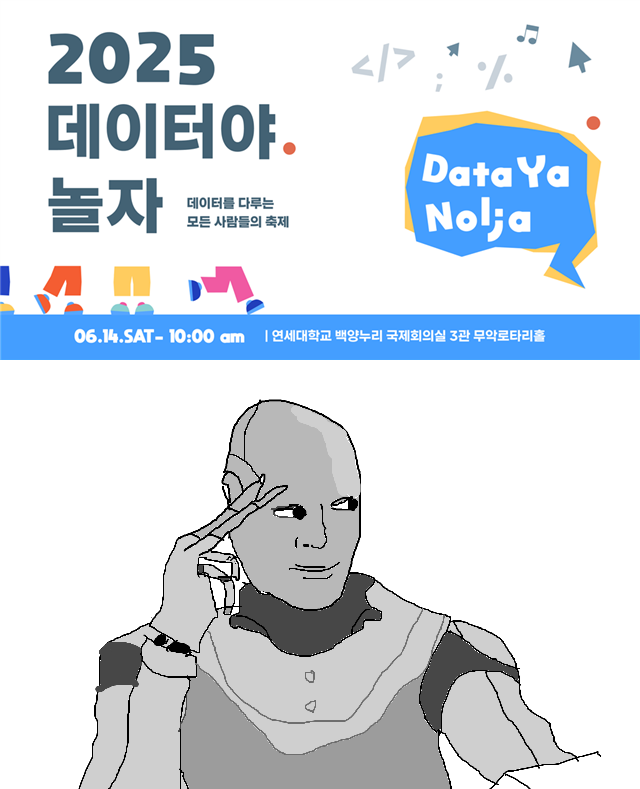 2025
데이터야.
놀자
데이터를 다루는
모든 사람들의 축제
</>
; %
DataYa
Nolja
06.14.SAT- 10:00 am | 연세대학교 백양누리 국제회의실 3관 무악로타리홀